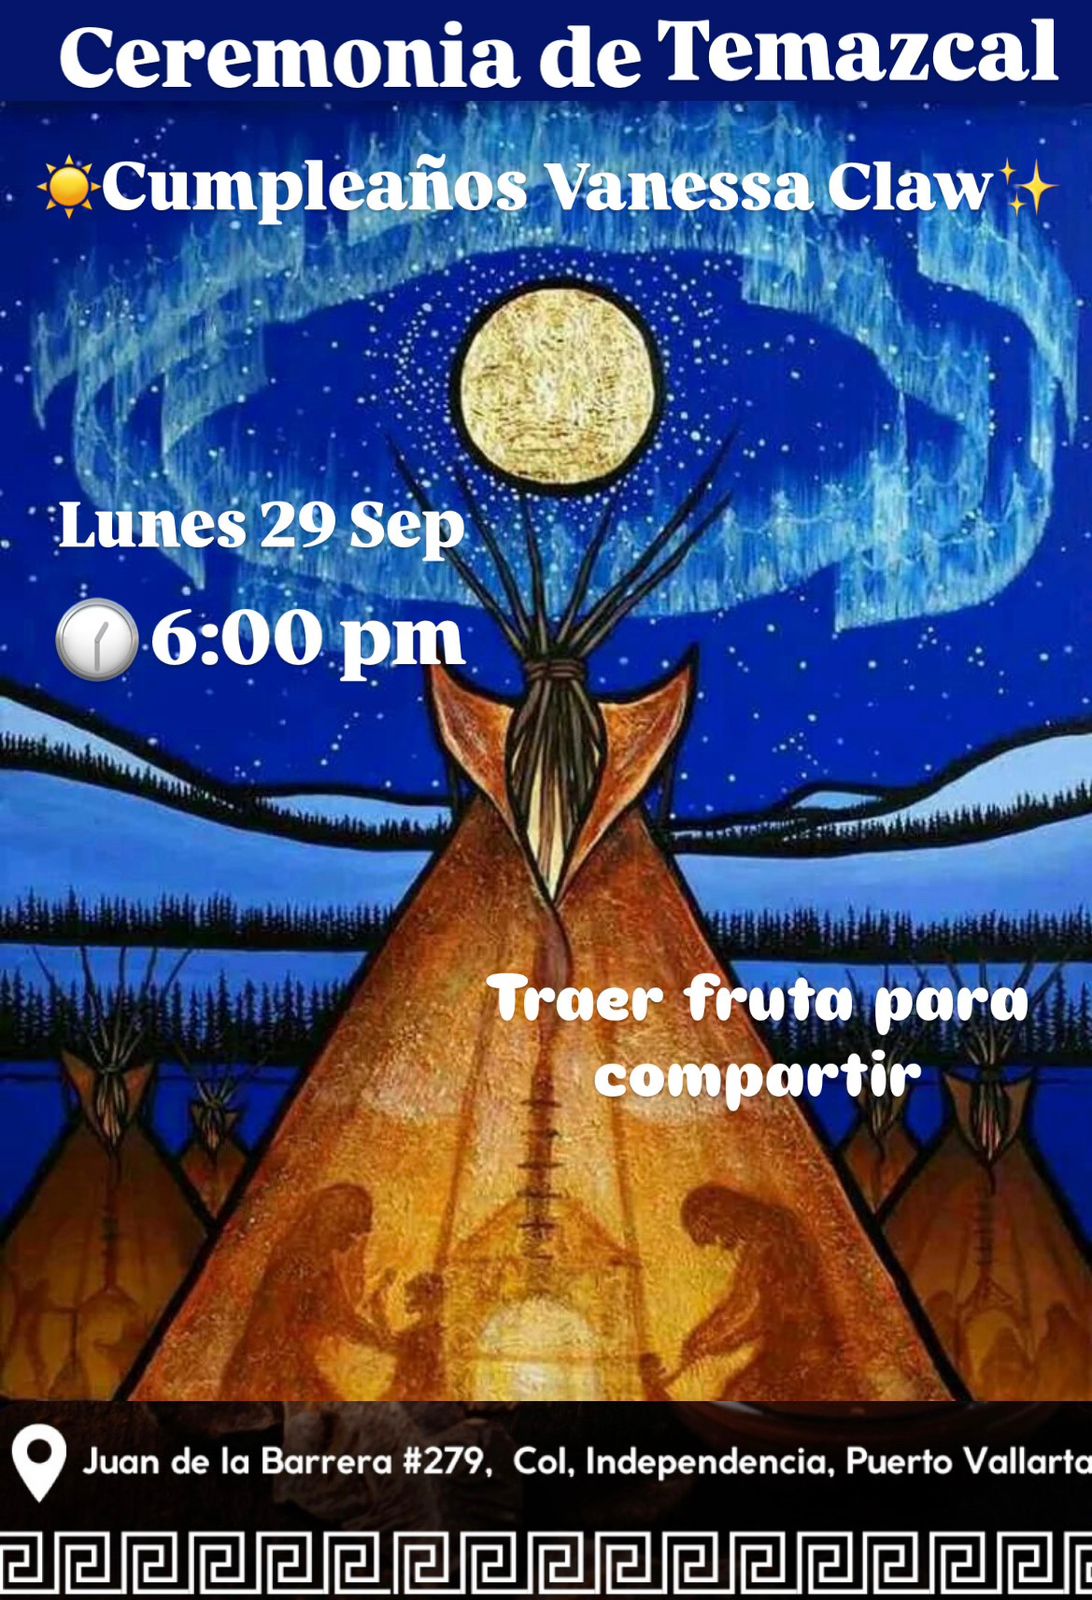 Ceremonia de Temazcal
☀️Cumpleaños Vanessa Claw✨
Lunes 29 Sep
6:00 pm
Traer fruta para
compartir
Juan de la Barrera #279, Col, Independencia, Puerto Vallarta